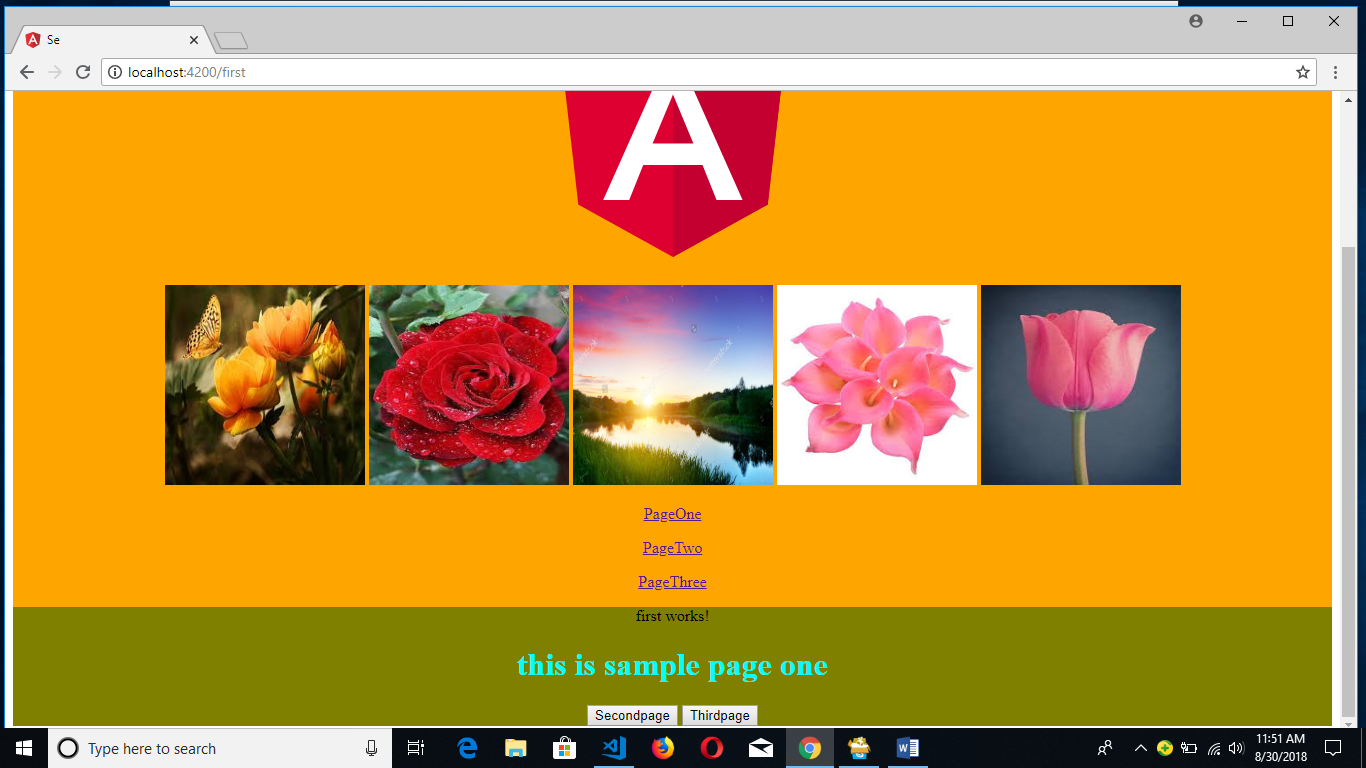 Se
localhost:4200/first
A
PageOne
PageTwo
PageThree
first works!
this is sample page one
Secondpage Thirdpage
Type here to search
11:51 AM
8/30/2018